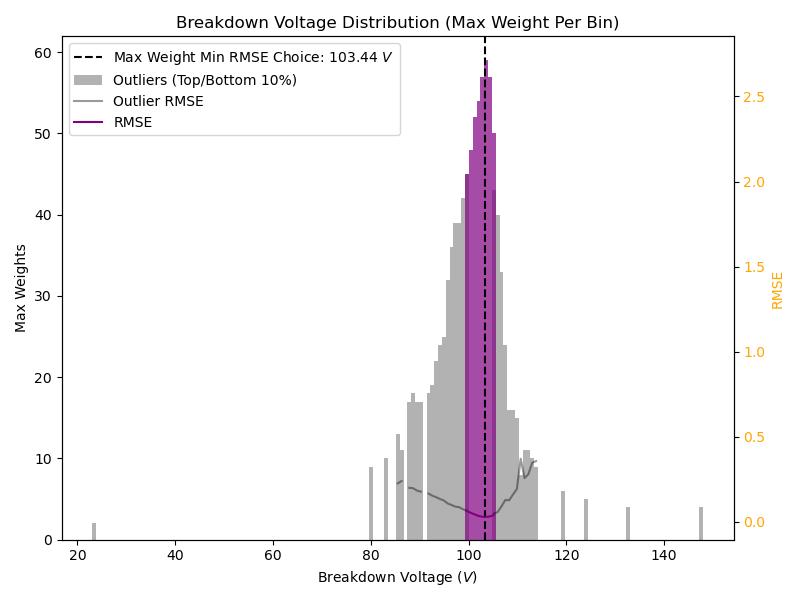 Breakdown Voltage Distribution (Max Weight Per Bin)
Max Weight Min RMSE Choice: 103.44 V
Outliers (Top/Bottom 10%)
Outlier RMSE
RMSE
60
50
40
30
20
10
0
Max Weights
2.5
2.0
1.5
1.0
0.5
0.0
RMSE
20 40 60 80 100 120 140
Breakdown Voltage (V)